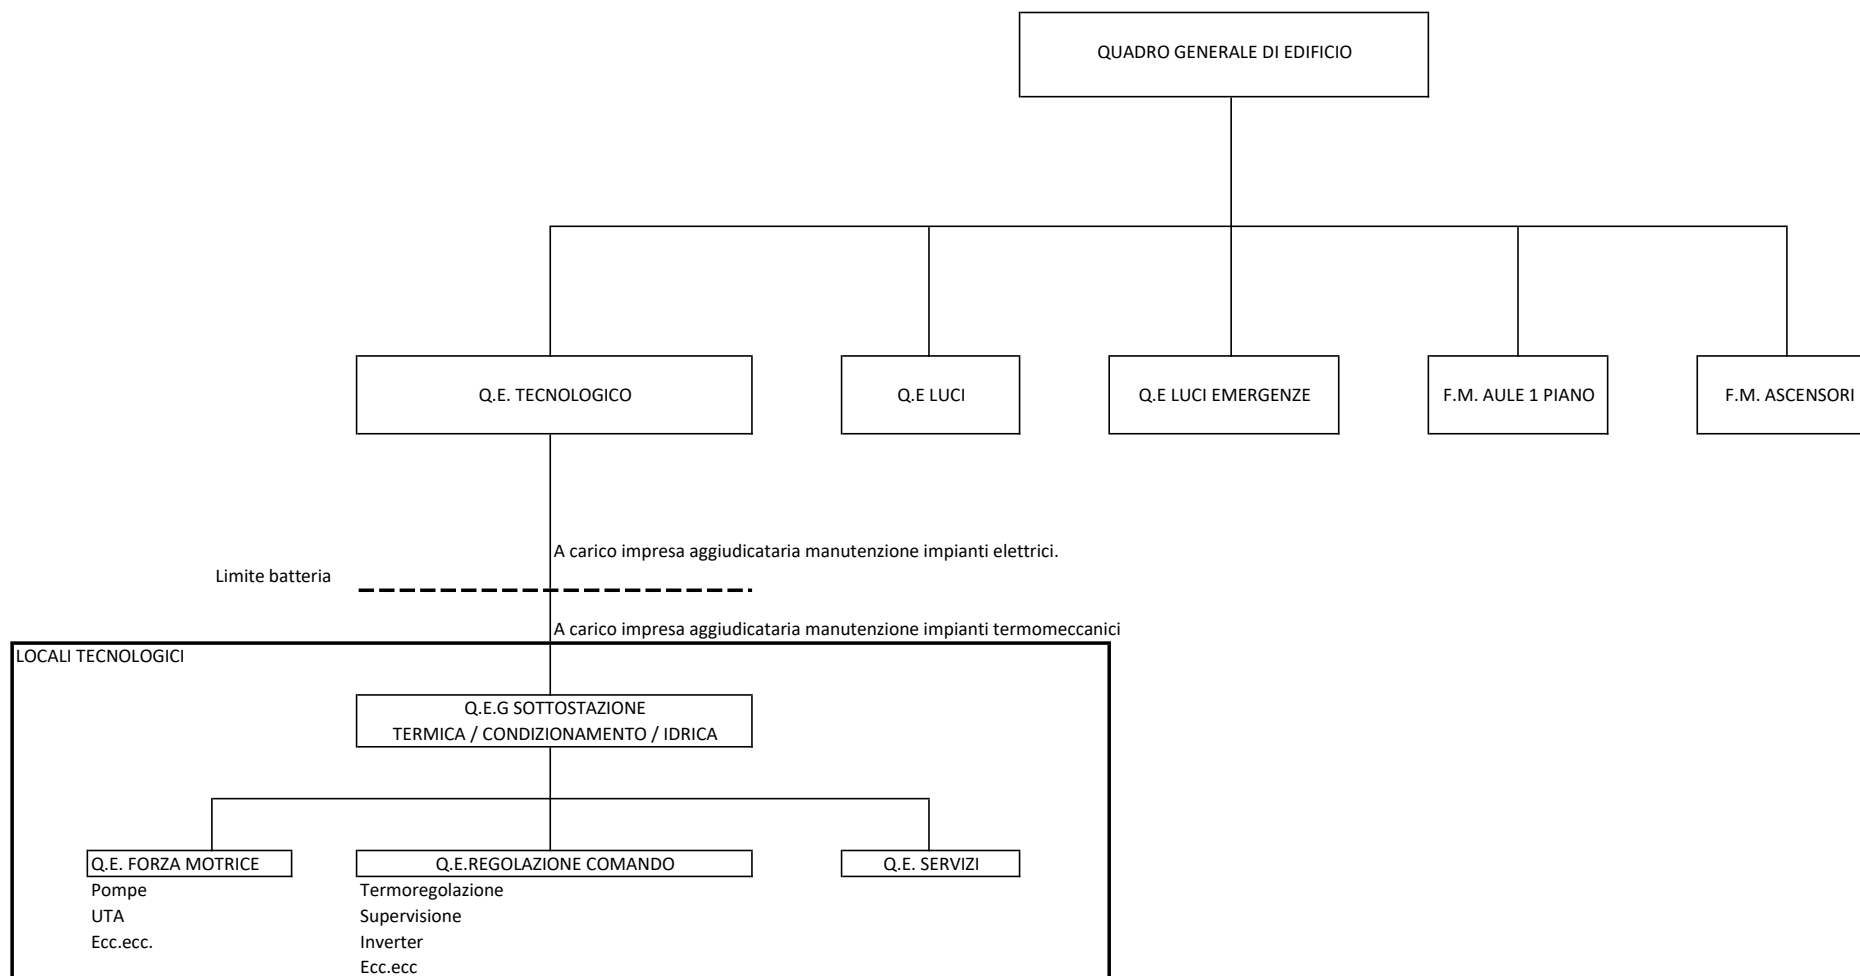 QUADRO GENERALE DI EDIFICIO
Q.E. TECNOLOGICO
Q.E LUCI
Q.E LUCI EMERGENZE
F.M. AULE 1 PIANO
F.M. ASCENSORI
A carico impresa aggiudicataria manutenzione impianti elettrici.
Limite batteria
A carico impresa aggiudicataria manutenzione impianti termomeccanici
LOCALI TECNOLOGICI
Q.E.G SOTTOSTAZIONE
TERMICA / CONDIZIONAMENTO / IDRICA
Q.E. FORZA MOTRICE
Pompe
UTA
Ecc.ecc.
Q.E.REGOLAZIONE COMANDO
Termoregolazione
Supervisione
Inverter
Ecc.ecc
Q.E. SERVIZI